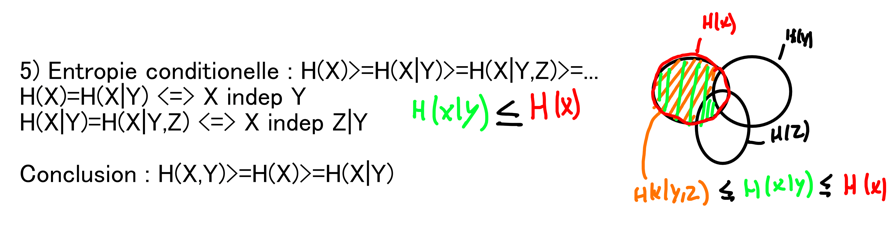 5) Entropie conditionelle : H(X)>=H(X|Y)>=H(X|Y,Z)>=...
H(X)=H(X|Y) <=> X indep Y
H(X|Y)=H(X|Y,Z) <=> X indep Z|Y
H(X|Y) ≤ H(X)
Conclusion : H(X,Y)>=H(X)>=H(X|Y)
H(X)
H(Y)
H(Z)
H(X|Y,Z) ≤ H(X|Y) ≤ H(X)